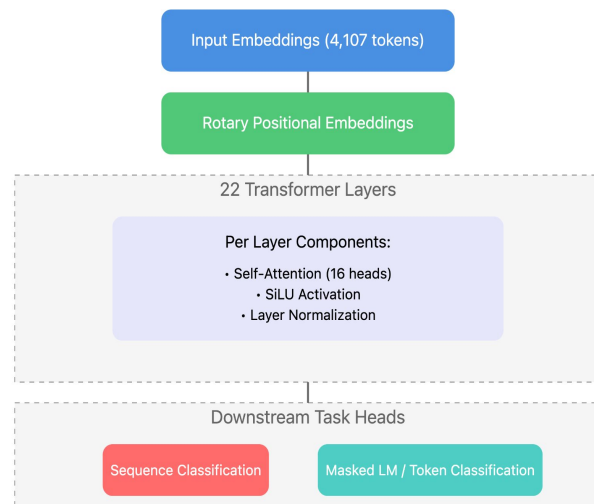 Input Embeddings (4,107 tokens)
Rotary Positional Embeddings
22 Transformer Layers
Per Layer Components:
• Self-Attention (16 heads)
• SiLU Activation
• Layer Normalization
Downstream Task Heads
Sequence Classification
Masked LM / Token Classification